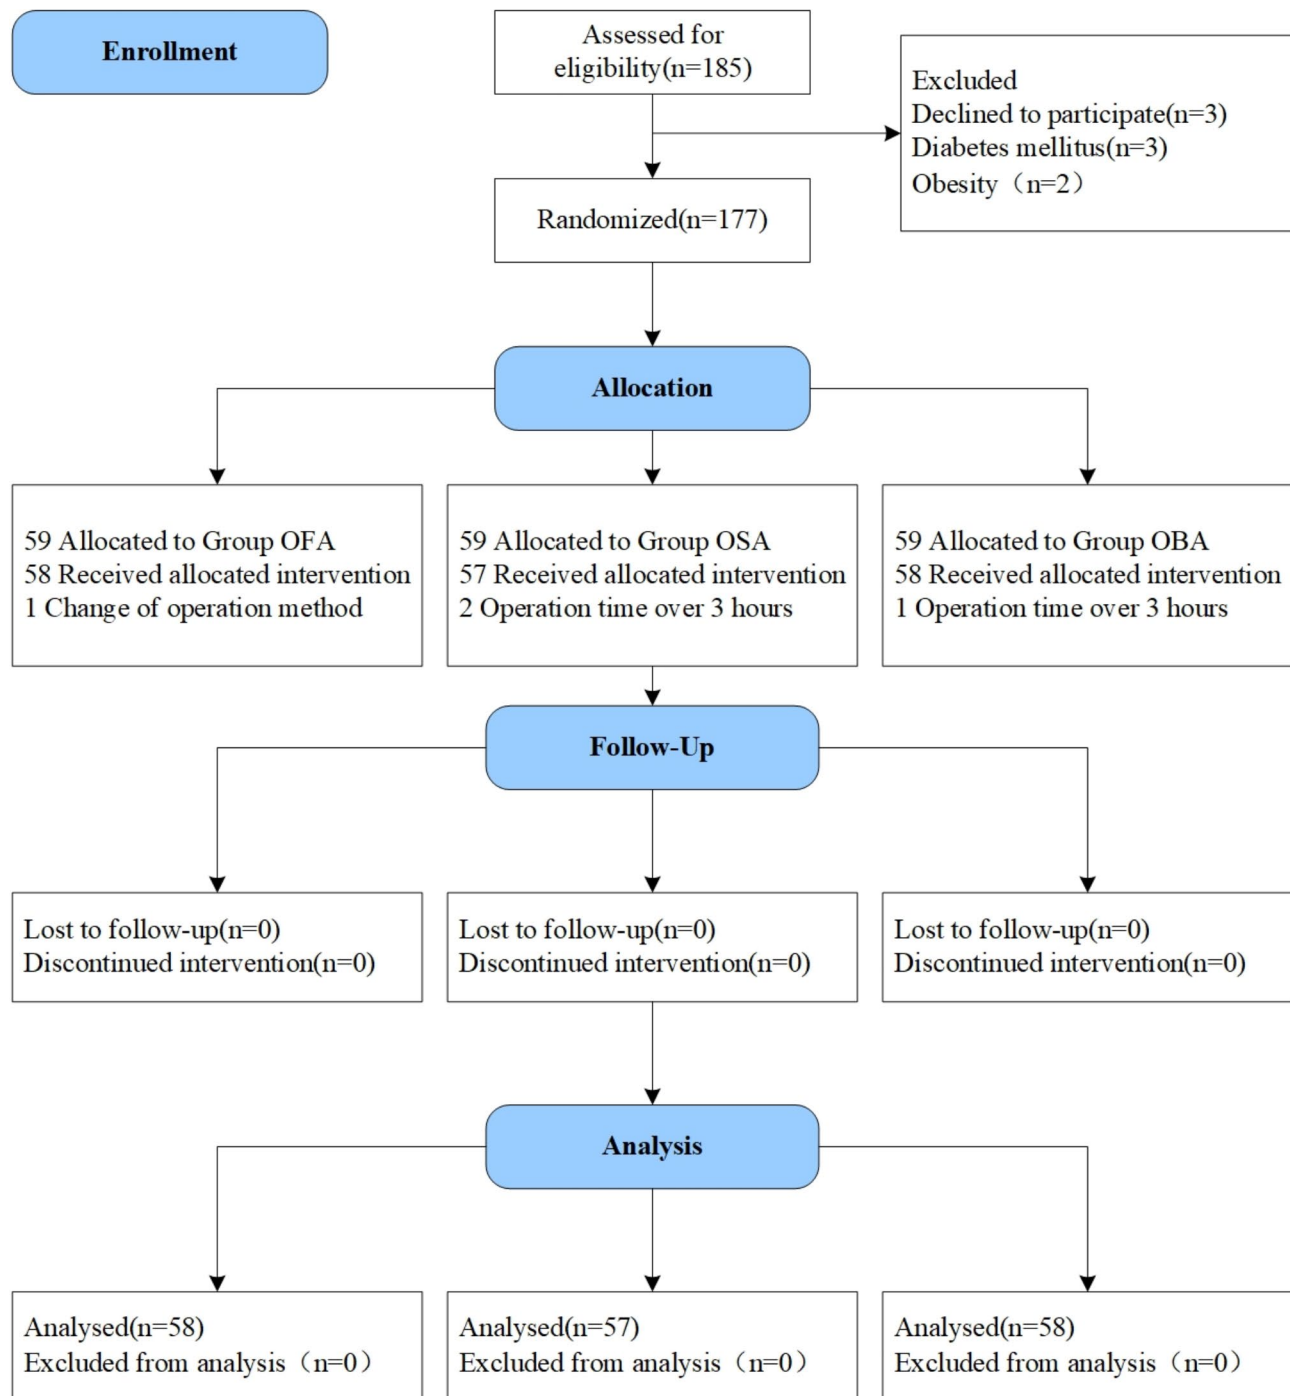 Enrollment
Assessed for
eligibility(n=185)
Excluded
Declined to participate(n=3)
Diabetes mellitus(n=3)
Obesity（n=2）
Randomized(n=177)
Allocation
59 Allocated to Group OFA
58 Received allocated intervention
1 Change of operation method
59 Allocated to Group OSA
57 Received allocated intervention
2 Operation time over 3 hours
59 Allocated to Group OBA
58 Received allocated intervention
1 Operation time over 3 hours
Follow-Up
Lost to follow-up(n=0)
Discontinued intervention(n=0)
Lost to follow-up(n=0)
Discontinued intervention(n=0)
Lost to follow-up(n=0)
Discontinued intervention(n=0)
Analysis
Analysed(n=58)
Excluded from analysis（n=0）
Analysed(n=57)
Excluded from analysis（n=0）
Analysed(n=58)
Excluded from analysis（n=0）